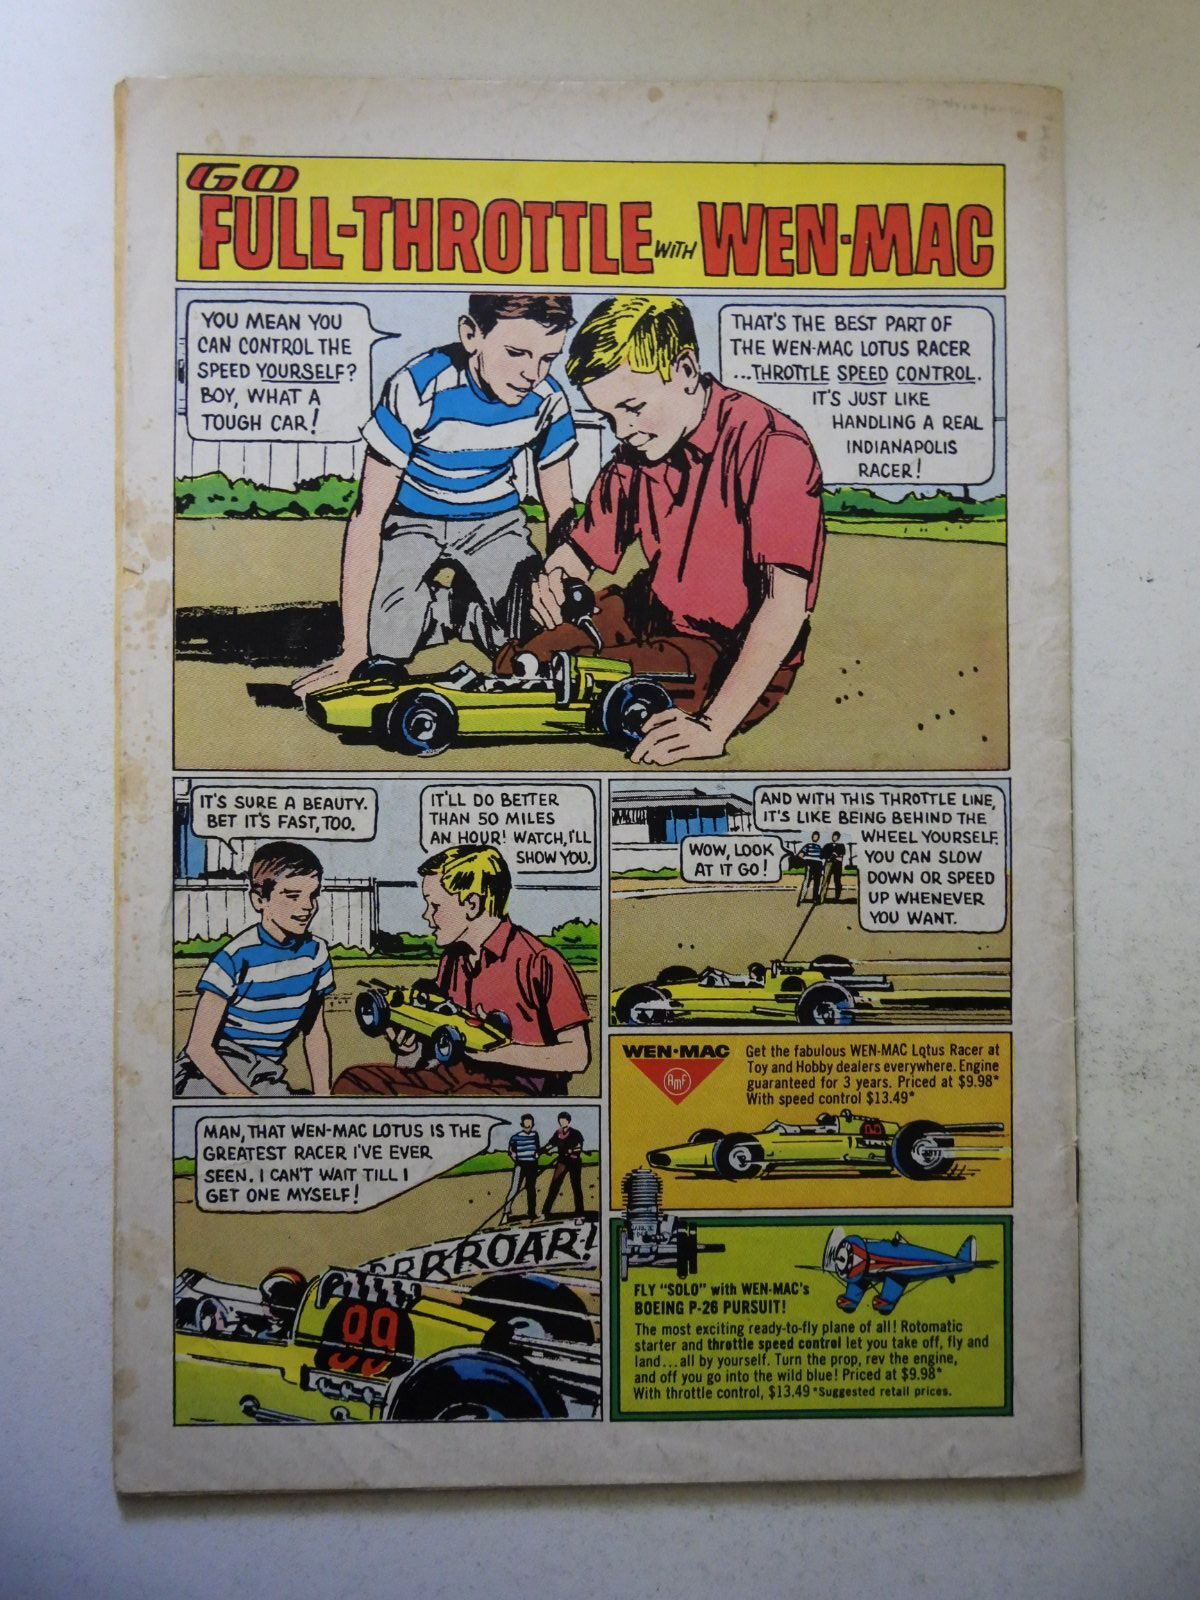 GO
FULL-THROTTLE WITH WEN-MAC
YOU MEAN YOU
CAN CONTROL THE
SPEED YOURSELF?
BOY, WHAT A
TOUGH CAR!
THAT'S THE BEST PART OF
THE WEN-MAC LOTUS RACER
...THROTTLE SPEED CONTROL.
IT'S JUST LIKE
HANDLING A REAL
INDIANAPOLIS
RACER!
IT'S SURE A BEAUTY.
BET IT'S FAST, TOO.
IT'LL DO BETTER
THAN 50 MILES
AN HOUR! WATCH, I'LL
SHOW YOU.
AND WITH THIS THROTTLE LINE,
IT'S LIKE BEING BEHIND THE
WHEEL YOURSELF.
YOU CAN SLOW
DOWN OR SPEED
UP WHENEVER
YOU WANT.
WOW, LOOK
AT IT GO!
MAN, THAT WEN-MAC LOTUS IS THE
GREATEST RACER I'VE EVER
SEEN. I CAN'T WAIT TILL I
GET ONE MYSELF!
RRRROAR!
99
WEN-MAC
AMF
Get the fabulous WEN-MAC Lotus Racer at
Toy and Hobby dealers everywhere. Engine
guaranteed for 3 years. Priced at $9.98*
With speed control $13.49*
FLY "SOLO" with WEN-MAC's
BOEING P-26 PURSUIT!
The most exciting ready-to-fly plane of all! Rotomatic
starter and throttle speed control let you take off, fly and
land...all by yourself. Turn the prop, rev the engine,
and off you go into the wild blue! Priced at $9.98*
With throttle control, $13.49 *Suggested retail prices.